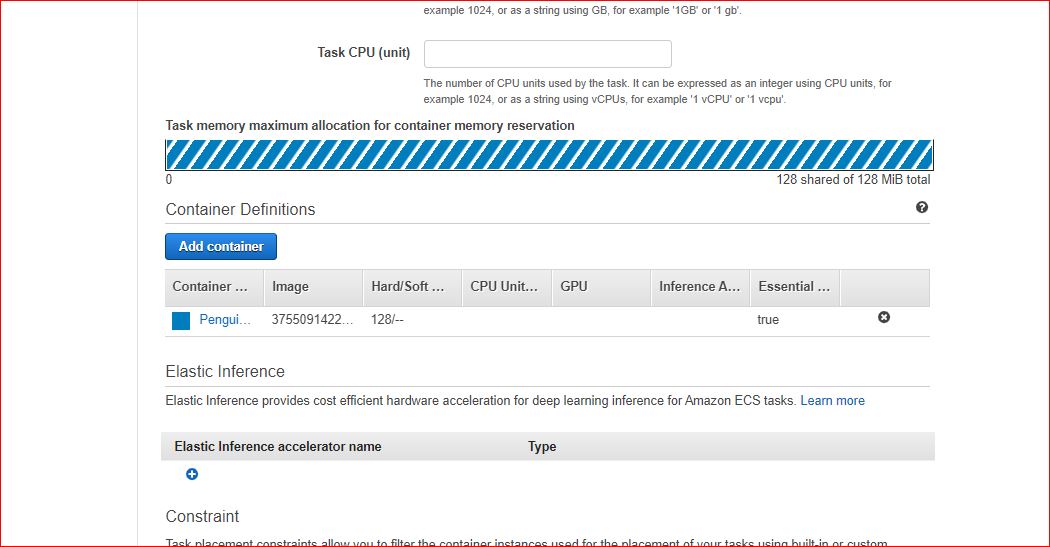 example 1024, or as a string using GB, for example '1GB' or '1 gb'.
Task CPU (unit)
The number of CPU units used by the task. It can be expressed as an integer using CPU units, for
example 1024, or as a string using vCPUs, for example '1 vCPU' or '1 vcpu'.
Task memory maximum allocation for container memory reservation
0 128 shared of 128 MiB total
Container Definitions
Add container
Container ... Image Hard/Soft ... CPU Unit... GPU Inference A... Essential ...
Pengui... 3755091422... 128/-- true
Elastic Inference
Elastic Inference provides cost efficient hardware acceleration for deep learning inference for Amazon ECS tasks. Learn more
Elastic Inference accelerator name Type
Constraint
Task placement constraints allow you to filter the container instances used for the placement of your tasks using built-in or custom